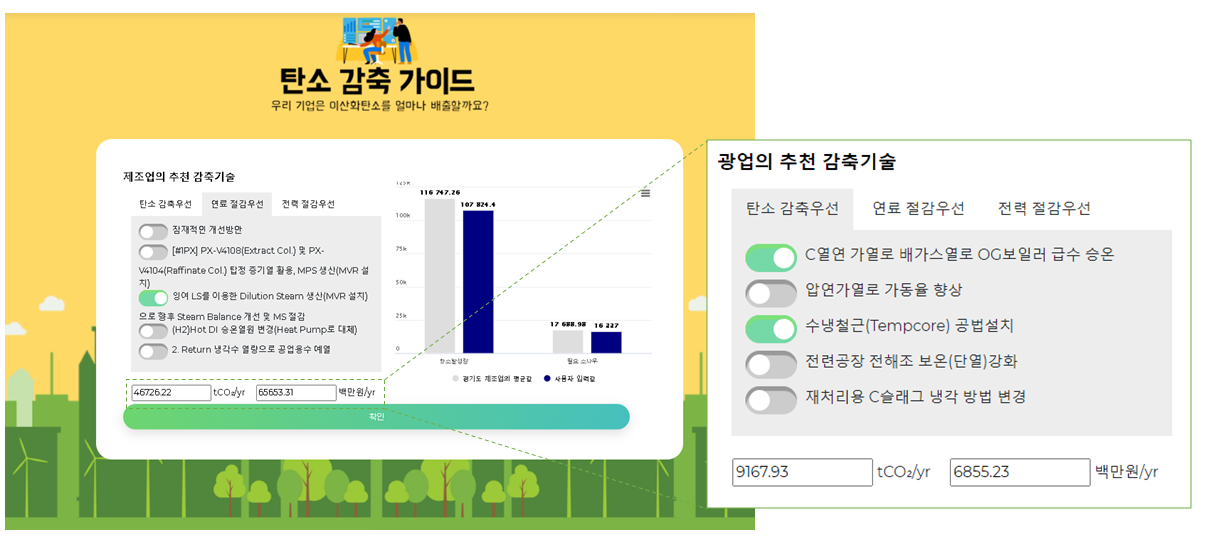 탄소 감축 가이드
우리 기업은 이산화탄소를 얼마나 배출할까요?
제조업의 추천 감축기술
탄소 감축우선 연료 절감우선 전력 절감우선
잠재적인 개선방안
[#1PX] PX-V4108(Extract Col.) 및 PX-
V4104(Raffinate Col.) 탑정 증기열 활용, MPS 생산(MVR 설
치)
잉여 LS를 이용한 Dilution Steam 생산(MVR 설치)
으로 향후 Steam Balance 개선 및 MS 절감
(H2)Hot DI 승온열원 변경(Heat Pump로 대체)
2. Return 냉각수 열량으로 공업용수 예열
46726.22 tCO₂/yr 65653.31 백만원/yr
확인
125k
100k
75k
50k
25k
0
116 747.26
107 824.4
17 688.98
16 337
탄소발생량
필요 소나무
경기도 제조업의 평균값 사용자 입력값
광업의 추천 감축기술
탄소 감축우선 연료 절감우선 전력 절감우선
C열연 가열로 배가스열로 OG보일러 급수 승온
압연가열로 가동율 향상
수냉철근(Tempcore) 공법설치
전련공장 전해조 보온(단열)강화
재처리용 C슬래그 냉각 방법 변경
9167.93 tCO₂/yr 6855.23 백만원/yr